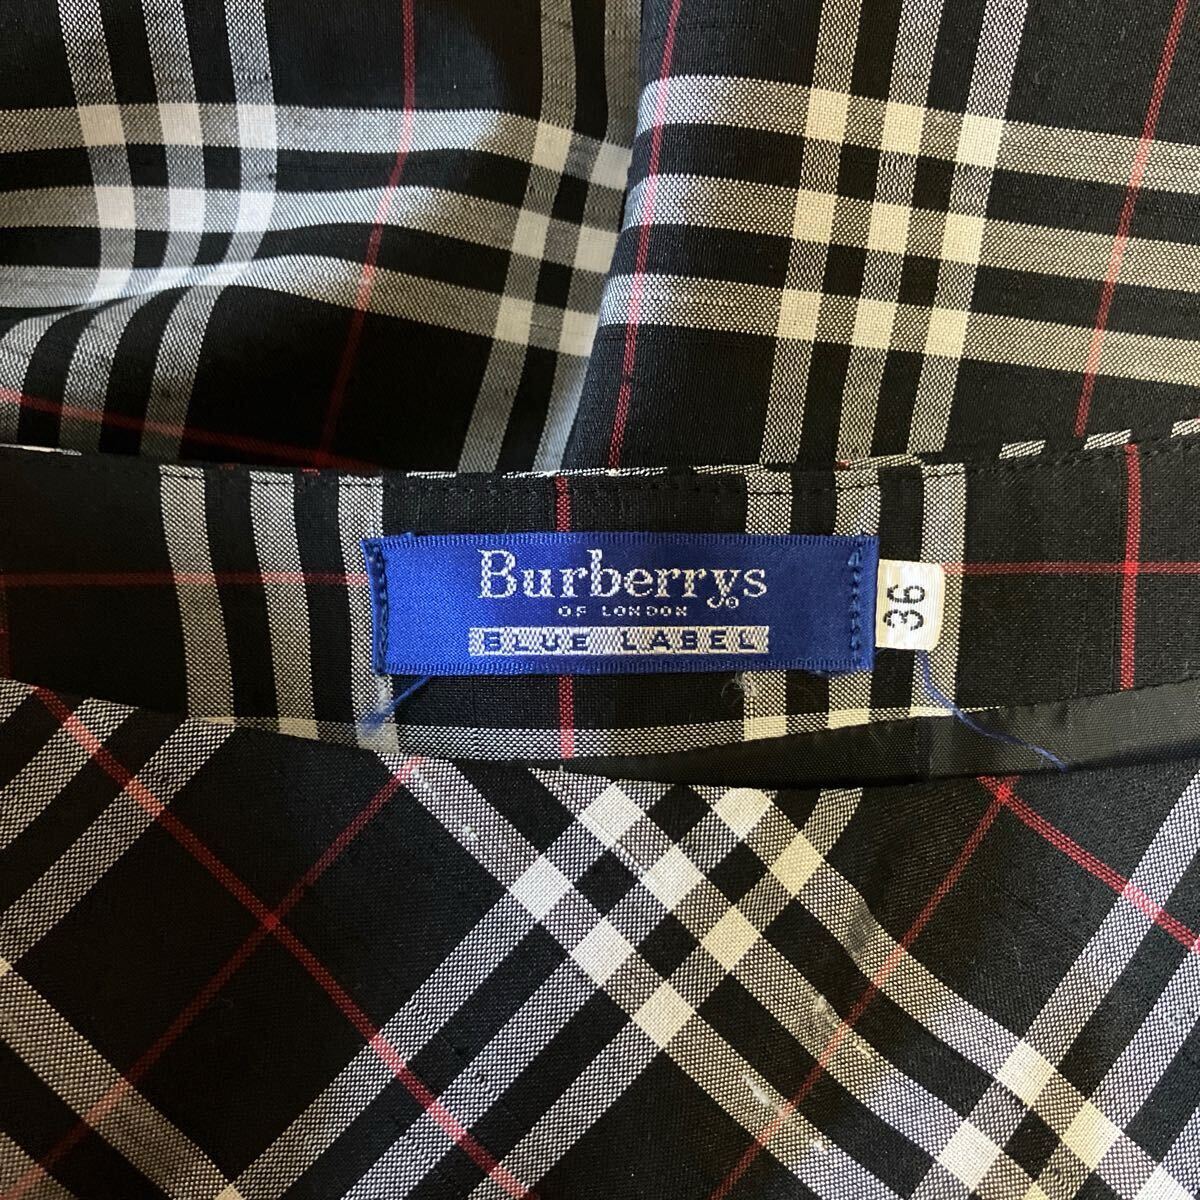 Burberrys®
OF LONDON
BLUE LABEL
36